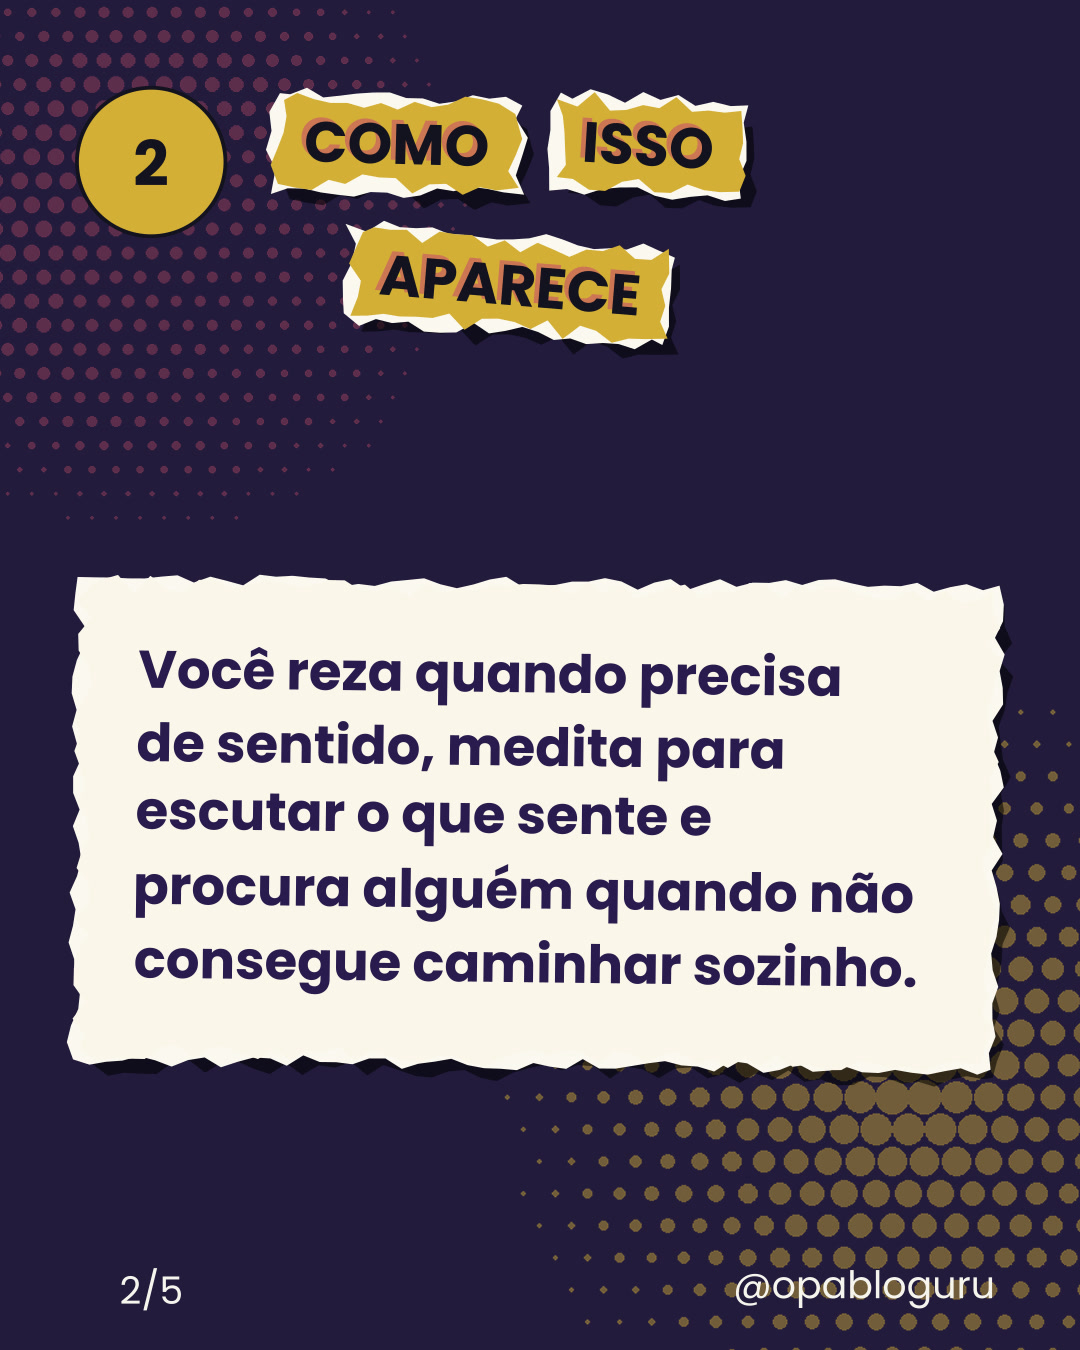 2
COMO ISSO
APARECE
Você reza quando precisa
de sentido, medita para
escutar o que sente e
procura alguém quando não
consegue caminhar sozinho.
2/5
@opabloguru